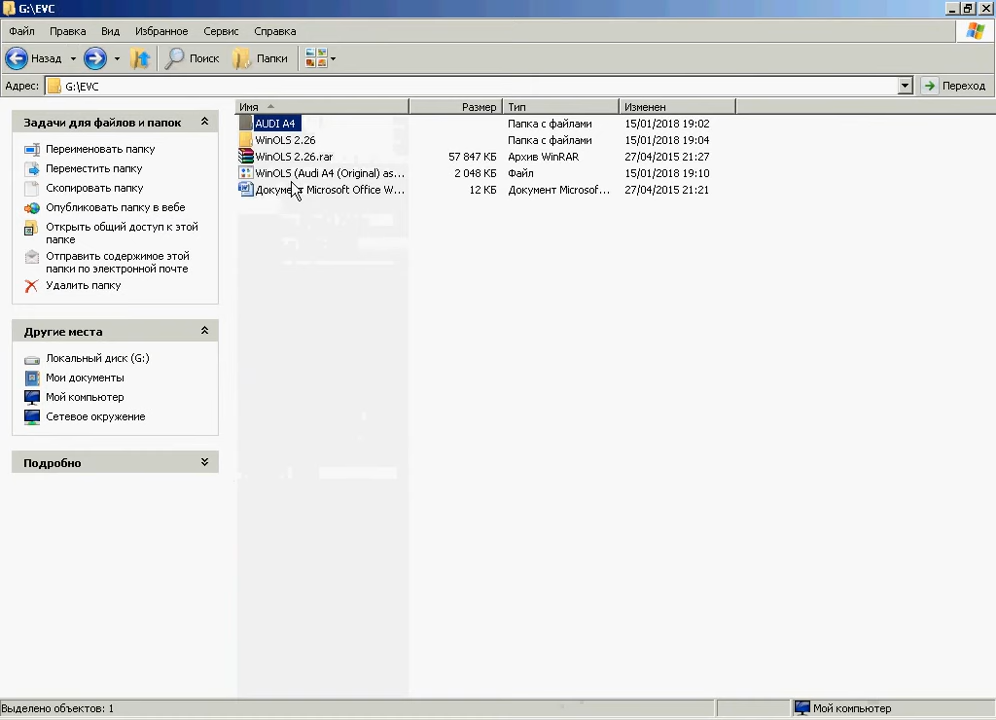 G:\EVC
Файл Правка Вид Избранное Сервис Справка
Назад Поиск Папки
Адрес: G:\EVC Переход
Задачи для файлов и папок
Переименовать папку
Переместить папку
Скопировать папку
Опубликовать папку в вебе
Открыть общий доступ к этой
папке
Отправить содержимое этой
папки по электронной почте
Удалить папку
Другие места
Локальный диск (G:)
Мои документы
Мой компьютер
Сетевое окружение
Подробно
Имя Размер Тип Изменен
AUDI A4 Папка с файлами 15/01/2018 19:02
WinOLS 2.26 Папка с файлами 15/01/2018 19:04
WinOLS 2.26.rar 57 847 КБ Архив WinRAR 27/04/2015 21:27
WinOLS (Audi A4 (Original) as... 2 048 КБ Файл 15/01/2018 19:10
Документ Microsoft Office W... 12 КБ Документ Microsof... 27/04/2015 21:21
Выделено объектов: 1 Мой компьютер